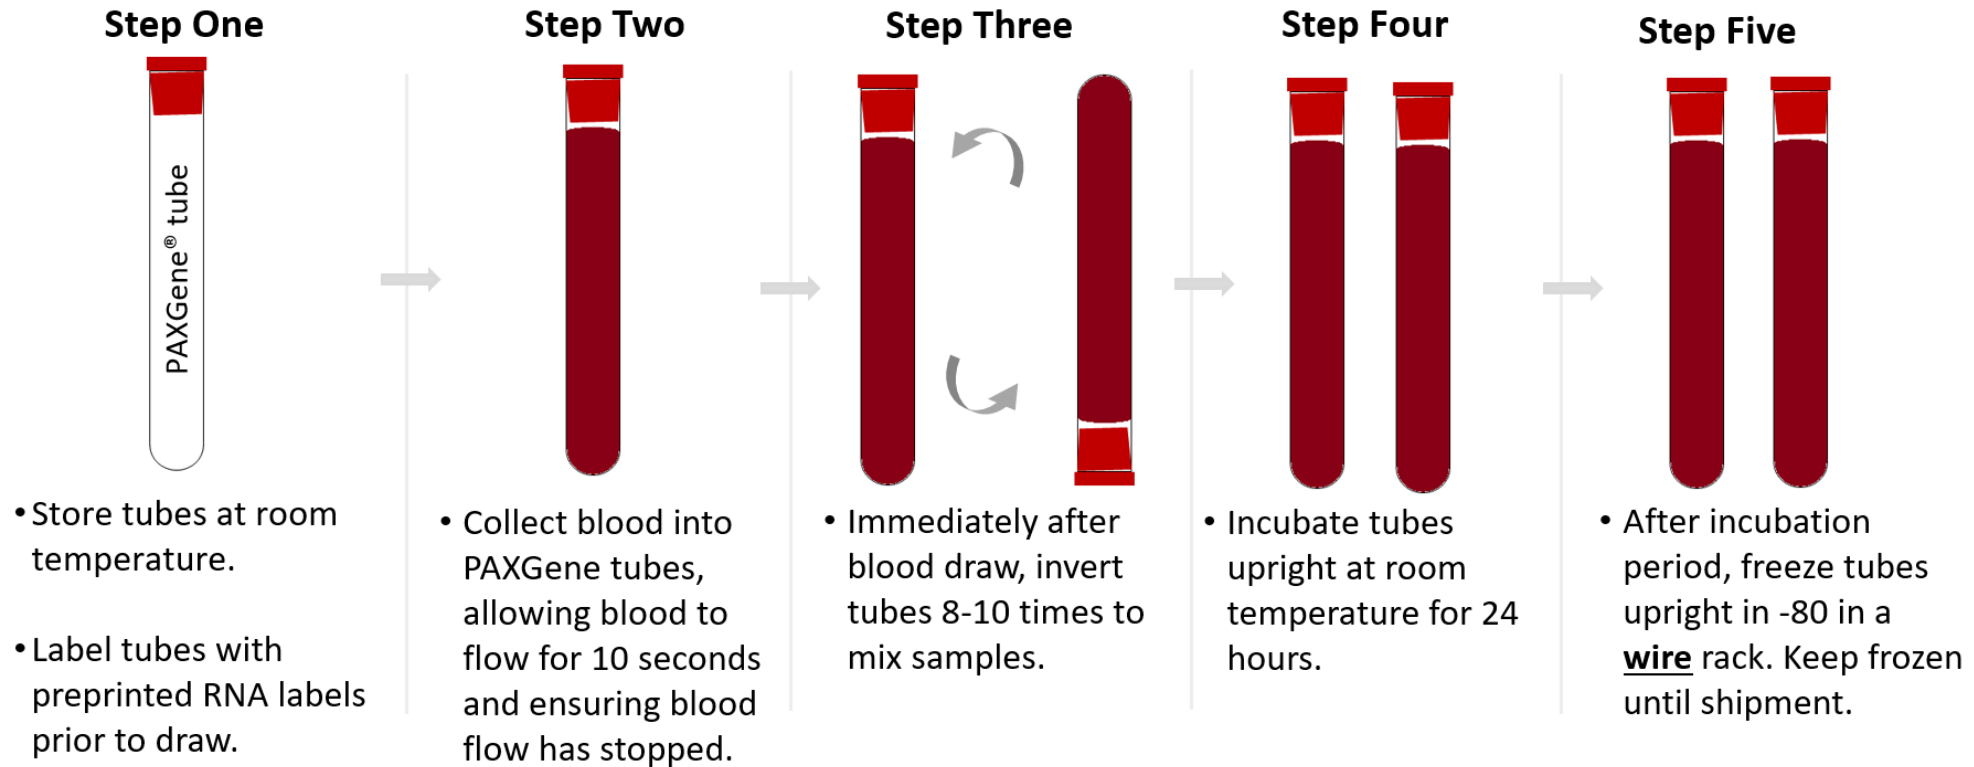 Step One
PAXGene® tube
• Store tubes at room
temperature.
• Label tubes with
preprinted RNA labels
prior to draw.
Step Two
• Collect blood into
PAXGene tubes,
allowing blood to
flow for 10 seconds
and ensuring blood
flow has stopped.
Step Three
• Immediately after
blood draw, invert
tubes 8-10 times to
mix samples.
Step Four
• Incubate tubes
upright at room
temperature for 24
hours.
Step Five
• After incubation
period, freeze tubes
upright in -80 in a
wire rack. Keep frozen
until shipment.